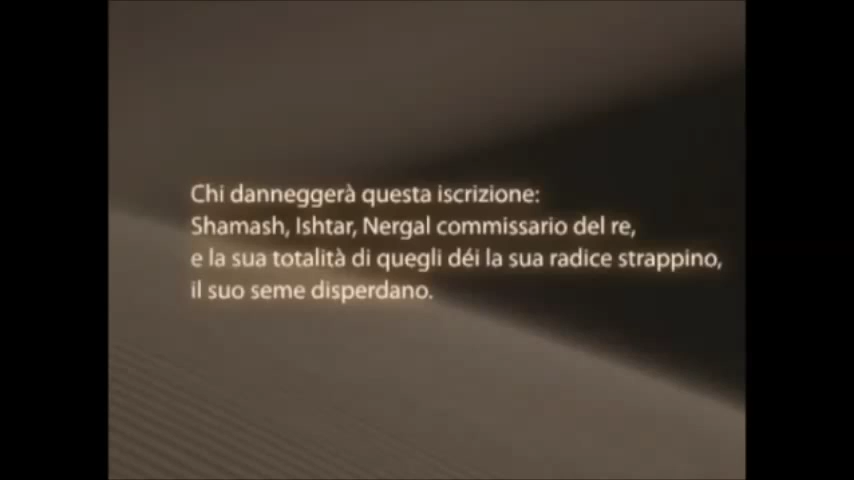 Chi danneggerà questa iscrizione:
Shamash, Ishtar, Nergal commissario del re,
e la sua totalità di quegli déi la sua radice strappino,
il suo seme disperdano.